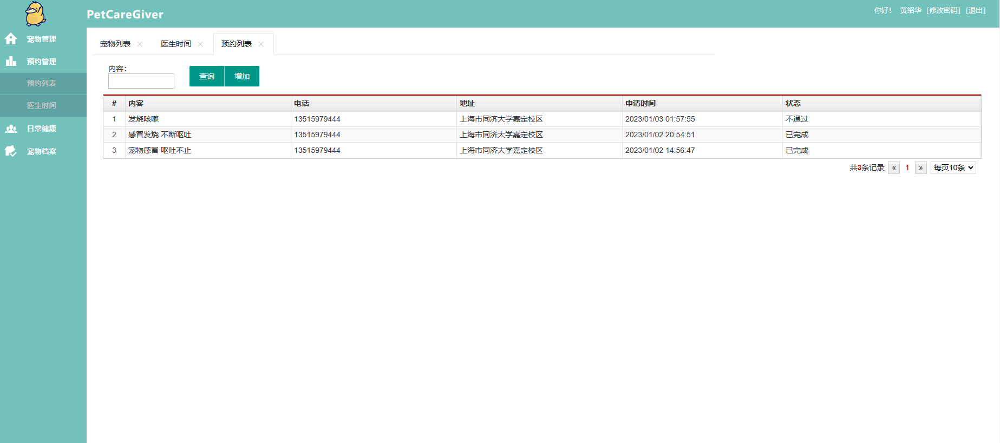 PetCareGiver
你好! 黄绍华 [修改密码] [退出]
宠物管理
预约管理
预约列表
医生时间
日常健康
宠物档案
宠物列表 医生时间 预约列表
内容:
查询 增加
# 内容 电话 地址 申请时间 状态
1 发烧咳嗽 13515979444 上海市同济大学嘉定校区 2023/01/03 01:57:55 不通过
2 感冒发烧 不断呕吐 13515979444 上海市同济大学嘉定校区 2023/01/02 20:54:51 已完成
3 宠物感冒 呕吐不止 13515979444 上海市同济大学嘉定校区 2023/01/02 14:56:47 已完成
共3条记录 « 1 » 每页10条